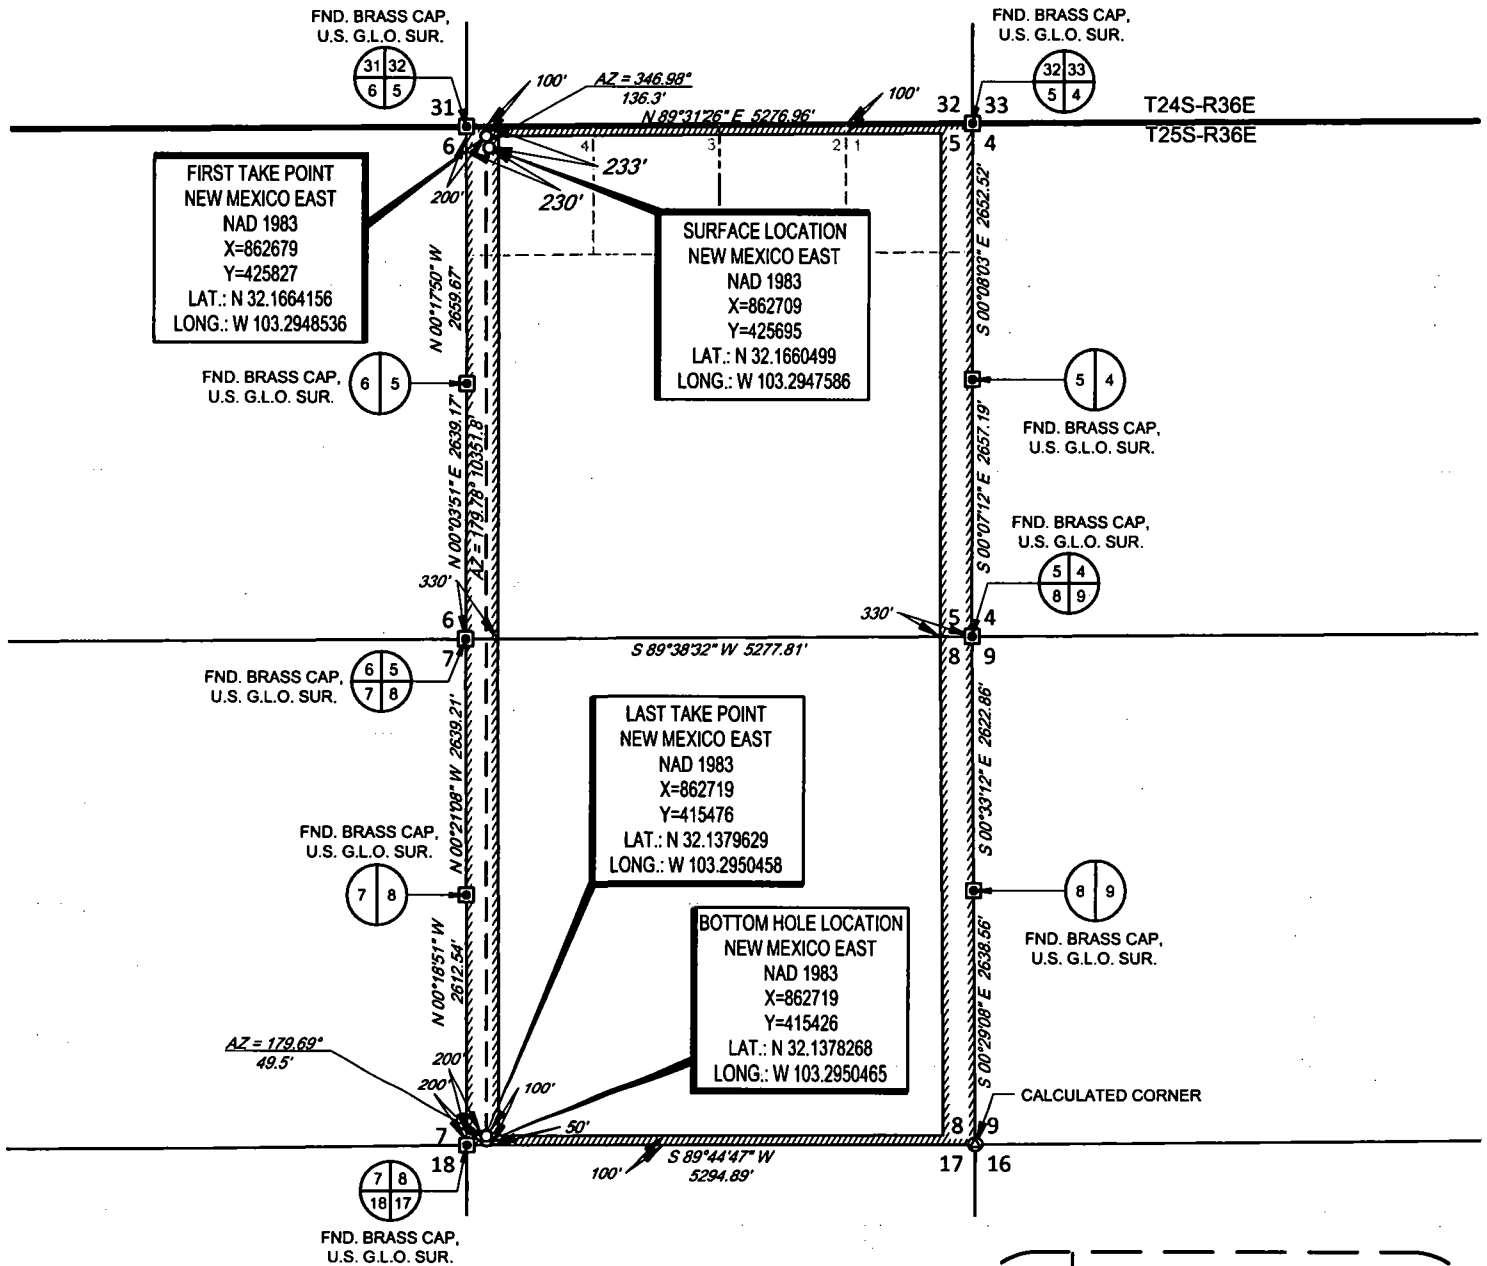 FND. BRASS CAP,
U.S. G.L.O. SUR.
31 32
6 5
FND. BRASS CAP,
U.S. G.L.O. SUR.
32 33
5 4
31
100'
AZ = 346.98°
136.3'
N 89°31'26" E 5276.96'
100'
32 33
T24S-R36E
T25S-R36E
6
4
3
2 1
5 4
233'
230'
200'
FIRST TAKE POINT
NEW MEXICO EAST
NAD 1983
X=862679
Y=425827
LAT.: N 32.1664156
LONG.: W 103.2948536
SURFACE LOCATION
NEW MEXICO EAST
NAD 1983
X=862709
Y=425695
LAT.: N 32.1660499
LONG.: W 103.2947586
N 00°17'50" W
2659.67'
S 00°08'03" E 2652.52'
FND. BRASS CAP,
U.S. G.L.O. SUR.
6 5
5 4
FND. BRASS CAP,
U.S. G.L.O. SUR.
N 00°03'51" E 2639.17'
AZ = 179.78° 10351.8'
S 00°07'12" E 2657.19'
FND. BRASS CAP,
U.S. G.L.O. SUR.
5 4
8 9
330'
330'
6
7
5 4
8 9
S 89°38'32" W 5277.81'
FND. BRASS CAP,
U.S. G.L.O. SUR.
6 5
7 8
N 00°21'08" W 2639.21'
S 00°33'12" E 2622.86'
LAST TAKE POINT
NEW MEXICO EAST
NAD 1983
X=862719
Y=415476
LAT.: N 32.1379629
LONG.: W 103.2950458
FND. BRASS CAP,
U.S. G.L.O. SUR.
7 8
8 9
FND. BRASS CAP,
U.S. G.L.O. SUR.
BOTTOM HOLE LOCATION
NEW MEXICO EAST
NAD 1983
X=862719
Y=415426
LAT.: N 32.1378268
LONG.: W 103.2950465
N 00°18'51" W
2612.54'
S 00°29'08" E 2638.56'
AZ = 179.69°
49.5'
200'
200'
100'
50'
CALCULATED CORNER
7
18
8 9
17 16
100'
S 89°44'47" W
5294.89'
7 8
18 17
FND. BRASS CAP,
U.S. G.L.O. SUR.